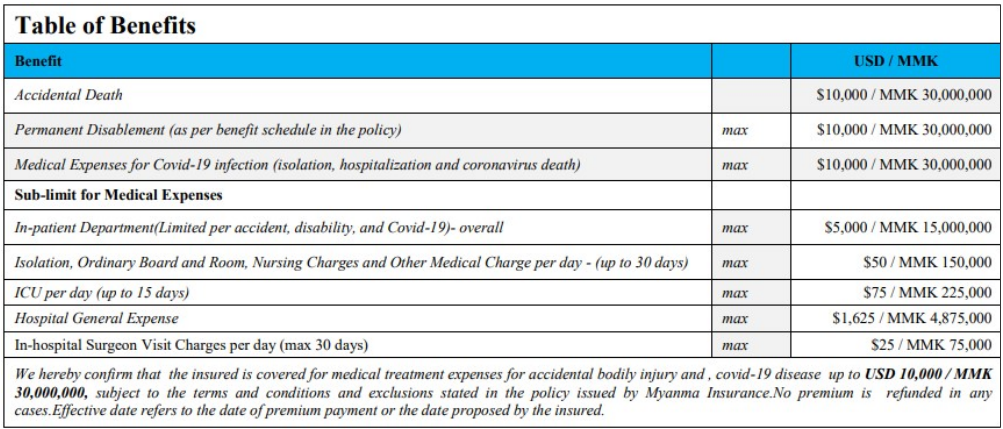 Table of Benefits
Benefit USD / MMK
Accidental Death $10,000 / MMK 30,000,000
Permanent Disablement (as per benefit schedule in the policy) max $10,000 / MMK 30,000,000
Medical Expenses for Covid-19 infection (isolation, hospitalization and coronavirus death) max $10,000 / MMK 30,000,000
Sub-limit for Medical Expenses
In-patient Department(Limited per accident, disability, and Covid-19)- overall max $5,000 / MMK 15,000,000
Isolation, Ordinary Board and Room, Nursing Charges and Other Medical Charge per day - (up to 30 days) max $50 / MMK 150,000
ICU per day (up to 15 days) max $75 / MMK 225,000
Hospital General Expense max $1,625 / MMK 4,875,000
In-hospital Surgeon Visit Charges per day (max 30 days) max $25 / MMK 75,000
We hereby confirm that the insured is covered for medical treatment expenses for accidental bodily injury and , covid-19 disease up to USD 10,000 / MMK
30,000,000, subject to the terms and conditions and exclusions stated in the policy issued by Myanma Insurance.No premium is refunded in any
cases.Effective date refers to the date of premium payment or the date proposed by the insured.